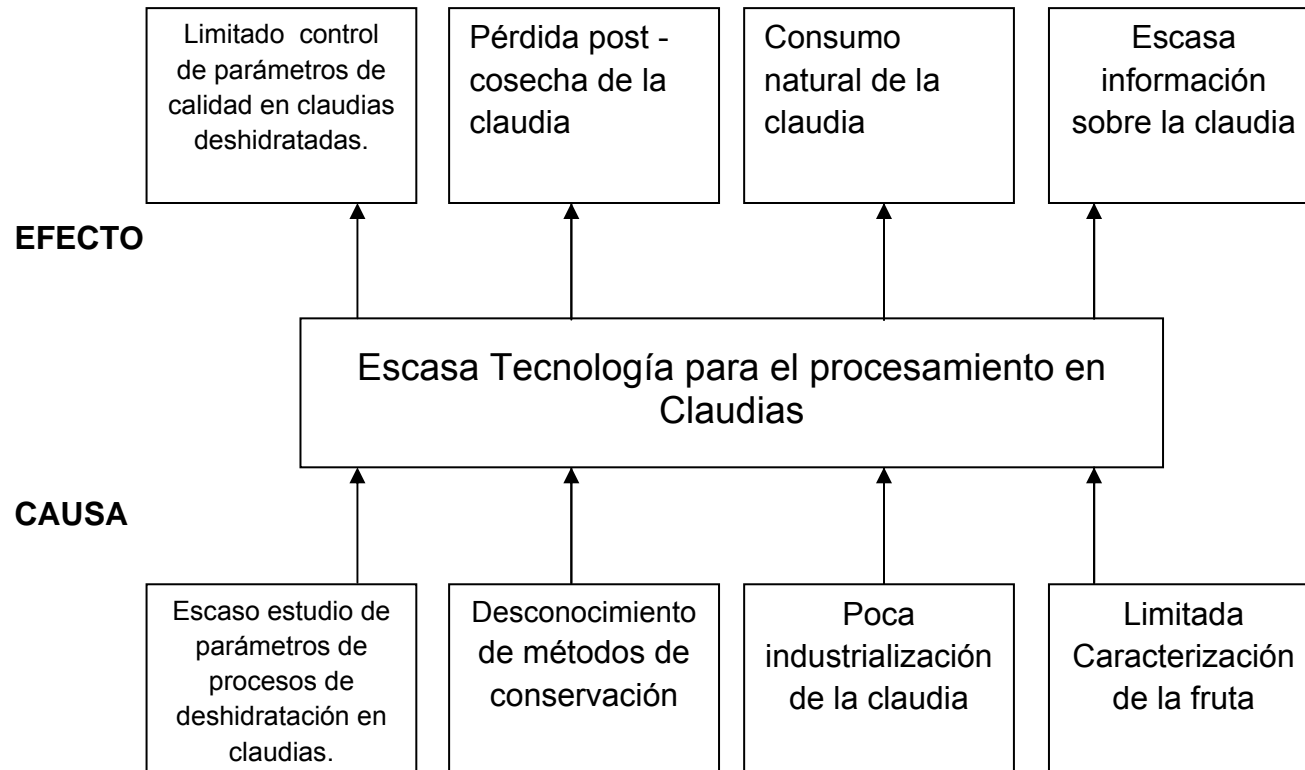 Limitado control
de parámetros de
calidad en claudias
deshidratadas.
Pérdida post -
cosecha de la
claudia
Consumo
natural de la
claudia
Escasa
información
sobre la claudia
EFECTO
Escasa Tecnología para el procesamiento en
Claudias
CAUSA
Escaso estudio de
parámetros de
procesos de
deshidratación en
claudias.
Desconocimiento
de métodos de
conservación
Poca
industrialización
de la claudia
Limitada
Caracterización
de la fruta